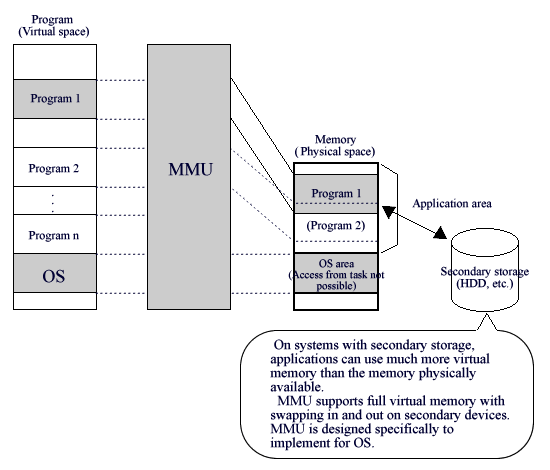 Program
(Virtual space)
Program 1
Program 2
:
Program n
OS
MMU
Memory
(Physical space)
Program 1
(Program 2)
OS area
(Access from task not
possible)
Application area
Secondary storage
(HDD, etc.)
On systems with secondary storage,
applications can use much more virtual
memory than the memory physically
available.
MMU supports full virtual memory with
swapping in and out on secondary devices.
MMU is designed specifically to
implement for OS.